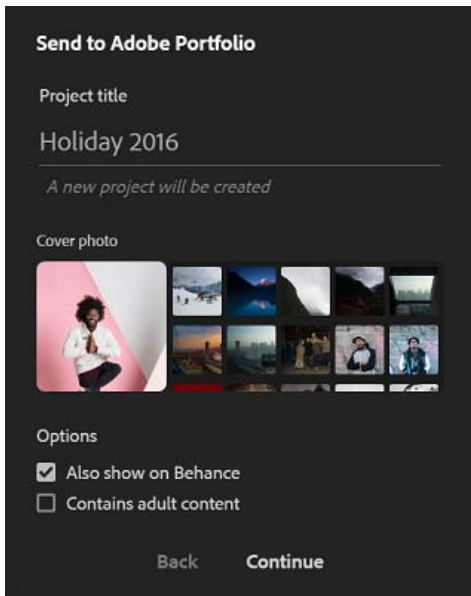 Send to Adobe Portfolio
Project title
Holiday 2016
A new project will be created
Cover photo
Options
Also show on Behance
Contains adult content
Back Continue